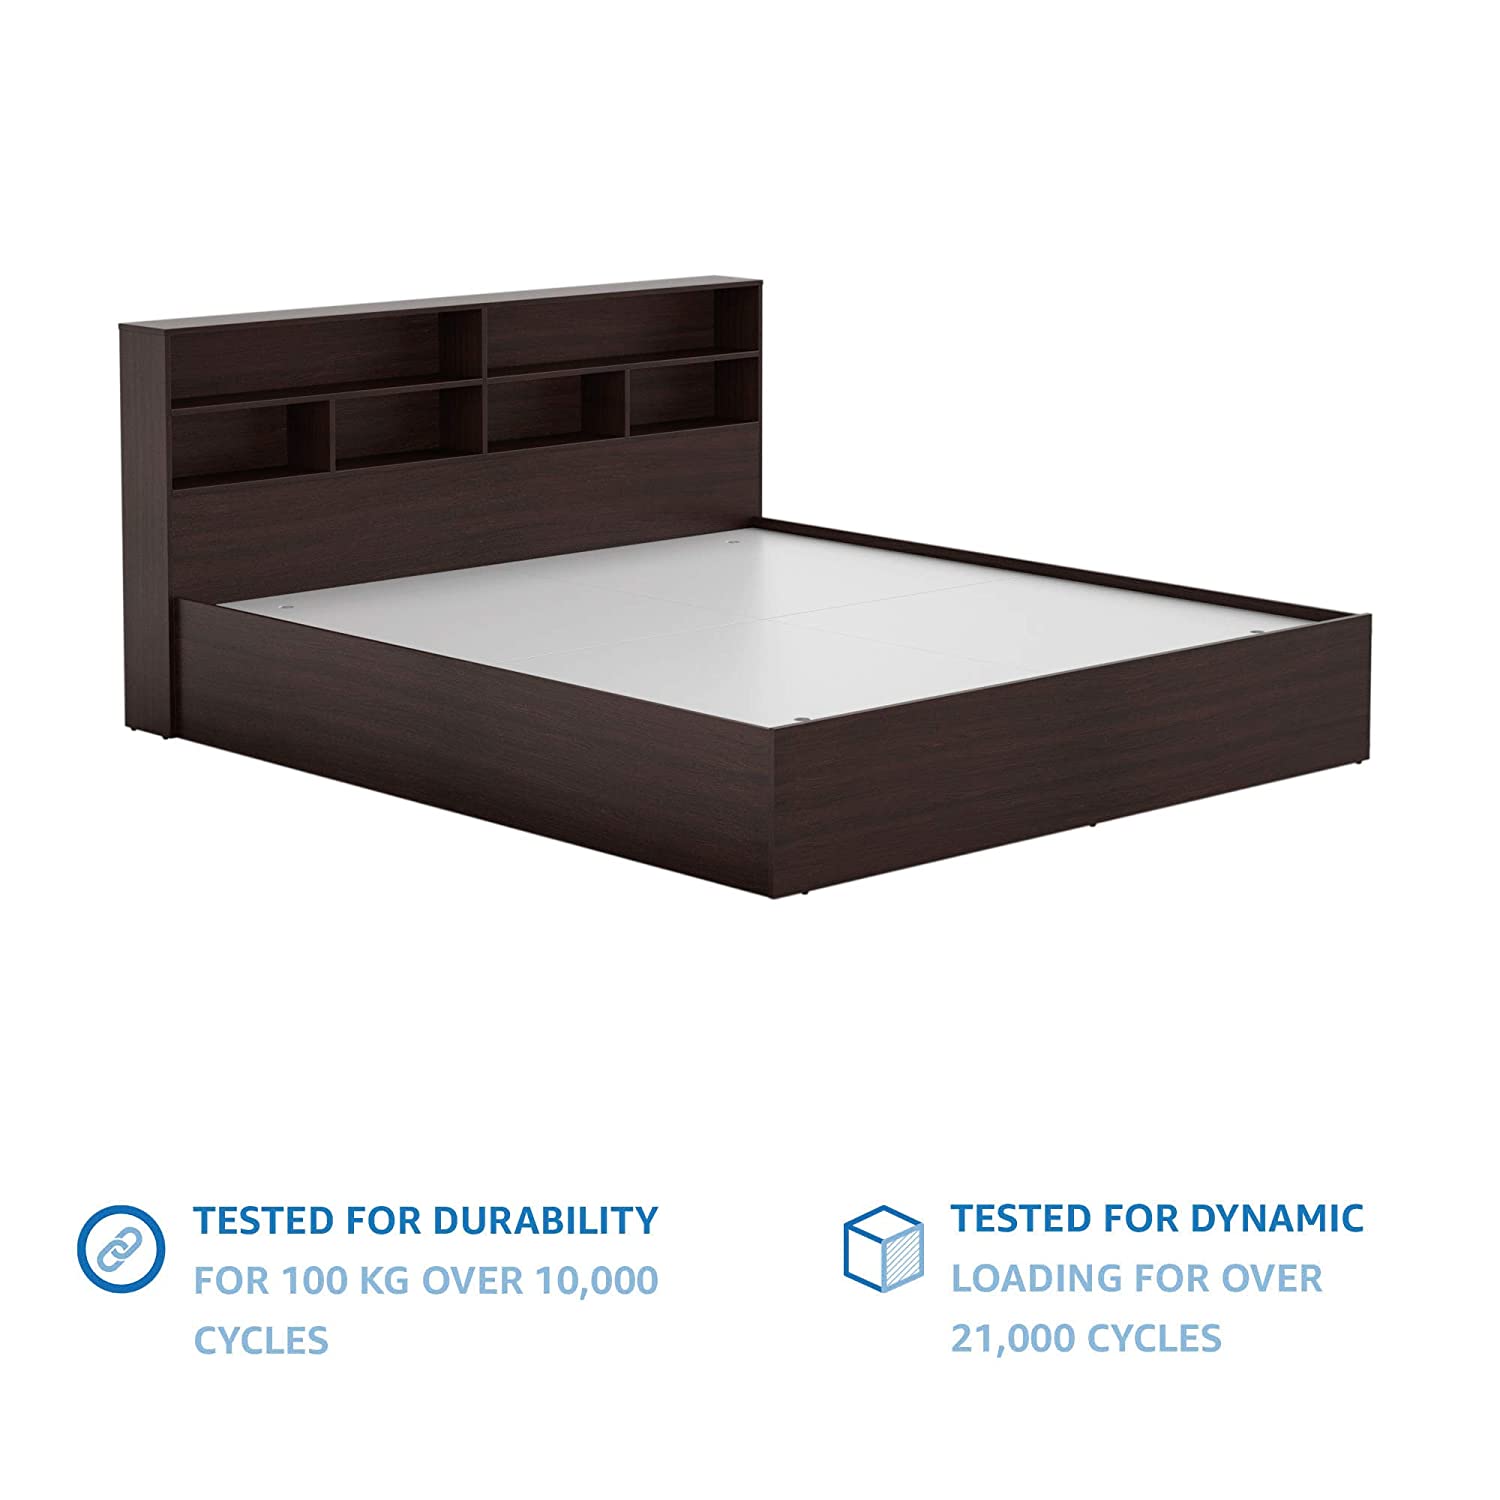 TESTED FOR DURABILITY
FOR 100 KG OVER 10,000
CYCLES
TESTED FOR DYNAMIC
LOADING FOR OVER
21,000 CYCLES